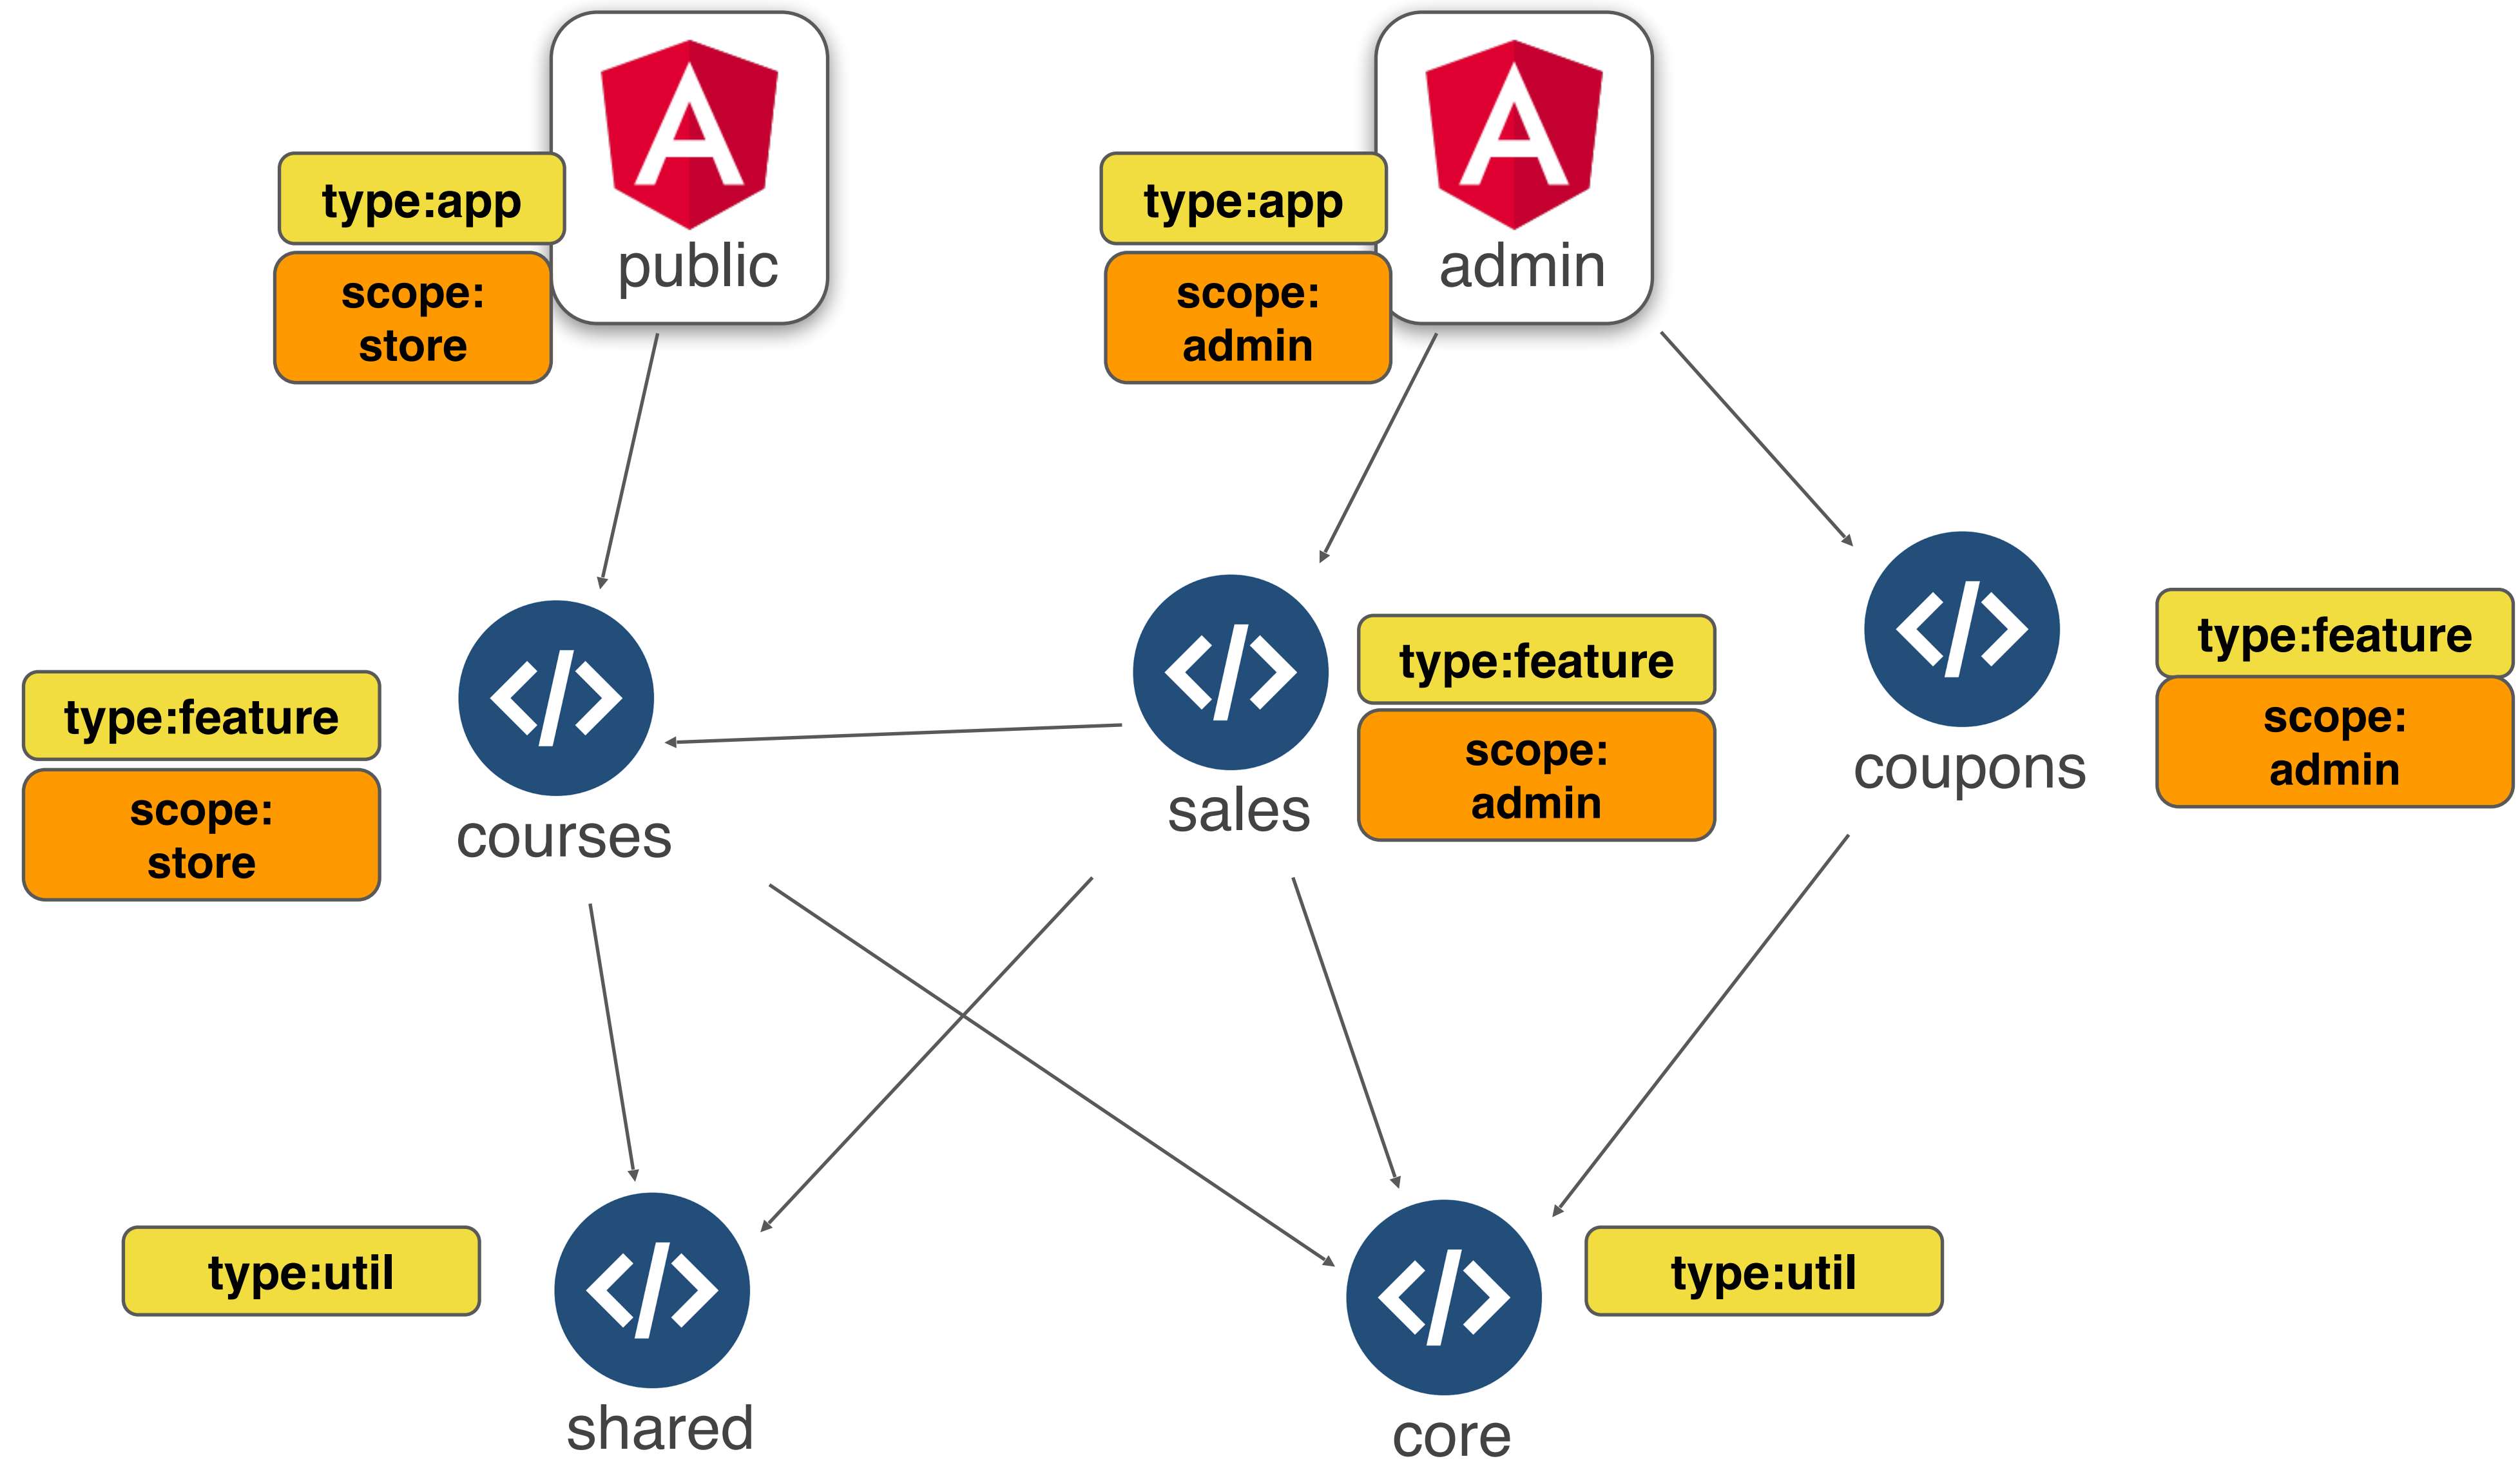 type:app
scope:
store
public
type:app
scope:
admin
admin
type:feature
scope:
store
courses
sales
type:feature
scope:
admin
coupons
type:feature
scope:
admin
type:util
shared
core
type:util